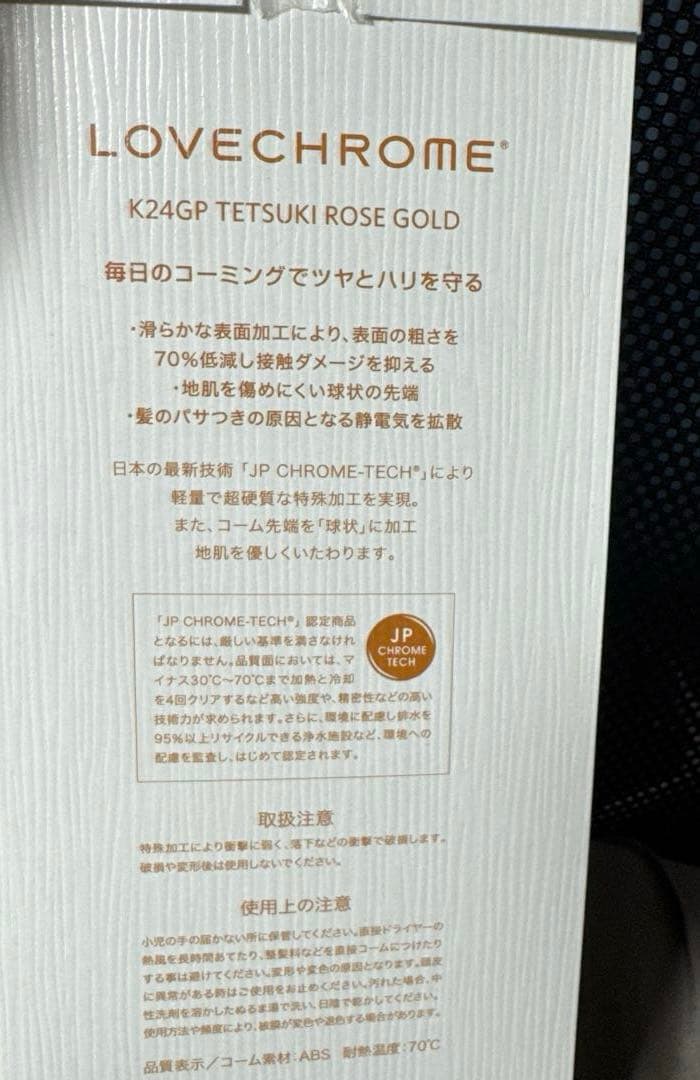 LOVECHROME®
K24GP TETSUKI ROSE GOLD
毎日のコーミングでツヤとハリを守る
・滑らかな表面加工により、表面の粗さを
70%低減し接触ダメージを抑える
・地肌を傷めにくい球状の先端
・髪のパサつきの原因となる静電気を拡散
日本の最新技術「JP CHROME-TECH®」により
軽量で超硬質な特殊加工を実現。
また、コーム先端を「球状」に加工
地肌を優しくいたわります。
「JP CHROME-TECH®」認定商品
となるには、厳しい基準を満さなけれ
ばなりません。品質面においては、マ
イナス30℃〜70℃まで加熱と冷却
を4回クリアするなど高い強度や、精密性などの高い
技術力が求められます。さらに、環境に配慮し排水を
95%以上リサイクルできる浄水施設など、環境への
配慮を監査し、はじめて認定されます。
JP
CHROME
TECH
取扱注意
特殊加工により衝撃に弱く、落下などの衝撃で破損します。
破損や変形後は使用しないでください。
使用上の注意
小児の手の届かない所に保管してください。直接ドライヤーの
熱風を長時間あてたり、整髪料などを直接コームにつけたり
する事は避けてください。変形や変色の原因となります。頭皮
に異常がある時はご使用をお止めください。汚れた場合、中
性洗剤を溶かしたぬるま湯で洗い、日陰で乾かしてください。
使用方法や頻度により、被膜が変色や退色する場合があります。
品質表示/コーム素材:ABS 耐熱温度:70℃